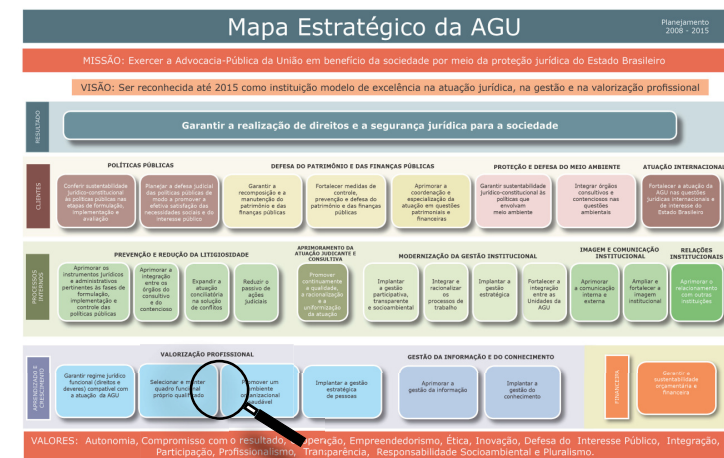 Mapa Estratégico da AGU
Planejamento
2008 - 2015
MISSÃO: Exercer a Advocacia-Pública da União em benefício da sociedade por meio da proteção jurídica do Estado Brasileiro
VISÃO: Ser reconhecida até 2015 como instituição modelo de excelência na atuação jurídica, na gestão e na valorização profissional
RESULTADO
Garantir a realização de direitos e a segurança jurídica para a sociedade
CLIENTES
POLÍTICAS PÚBLICAS
Conferir sustentabilidade
jurídico-constitucional
às políticas públicas nas
etapas de formulação,
implementação e
avaliação
Planejar a defesa judicial
das políticas públicas de
modo a promover a
efetiva satisfação das
necessidades sociais e do
interesse público
DEFESA DO PATRIMÔNIO E DAS FINANÇAS PÚBLICAS
Garantir a
recomposição e a
manutenção do
patrimônio e das
finanças públicas
Fortalecer medidas de
controle,
prevenção e defesa do
patrimônio e das finanças
públicas
Aprimorar a
coordenação e
especialização da
atuação em questões
patrimoniais e
financeiras
PROTEÇÃO E DEFESA DO MEIO AMBIENTE
Garantir sustentabilidade
jurídico-constitucional às
políticas que
envolvam
meio ambiente
Integrar órgãos
consultivos e
contenciosos nas
questões
ambientais
ATUAÇÃO INTERNACIONAL
Fortalecer a atuação da
AGU nas questões
jurídicas internacionais e
de interesse do
Estado Brasileiro
PROCESSOS
INTERNOS
PREVENÇÃO E REDUÇÃO DA LITIGIOSIDADE
Aprimorar os
instrumentos jurídicos
e administrativos
pertinentes às fases de
formulação,
implementação e
controle das
políticas públicas
Aprimorar a
integração
entre os
órgãos do
consultivo
e do
contencioso
Expandir a
atuação
conciliatória
na solução
de conflitos
Reduzir o
passivo de
ações
judiciais
APRIMORAMENTO DA
ATUAÇÃO JUDICANTE E
CONSULTIVA
Promover
continuamente
a qualidade,
a racionalização
e a
uniformização
da atuação
MODERNIZAÇÃO DA GESTÃO INSTITUCIONAL
Implantar
a gestão
participativa,
transparente
e socioambiental
Integrar e
racionalizar
os
processos de
trabalho
Implantar a
gestão
estratégica
Fortalecer a
integração
entre as
Unidades da
AGU
IMAGEM E COMUNICAÇÃO
INSTITUCIONAL
Aprimorar
a comunicação
interna e
externa
Ampliar e
fortalecer a
imagem
institucional
RELAÇÕES
INSTITUCIONAIS
Aprimorar o
relacionamento
com outras
instituições
APRENDIZADO E
CRESCIMENTO
VALORIZAÇÃO PROFISSIONAL
Garantir regime jurídico
funcional (direitos e
deveres) compatível com
a atuação da AGU
Selecionar e manter
quadro funcional
próprio qualificado
Promover um
ambiente
organizacional
saudável
Implantar a gestão
estratégica
de pessoas
GESTÃO DA INFORMAÇÃO E DO CONHECIMENTO
Aprimorar a
gestão da informação
Implantar a
gestão do
conhecimento
FINANCEIRA
Garantir a
sustentabilidade
orçamentária e
financeira
VALORES: Autonomia, Compromisso com o resultado, Cooperação, Empreendedorismo, Ética, Inovação, Defesa do Interesse Público, Integração,
Participação, Profissionalismo, Transparência, Responsabilidade Socioambiental e Pluralismo.